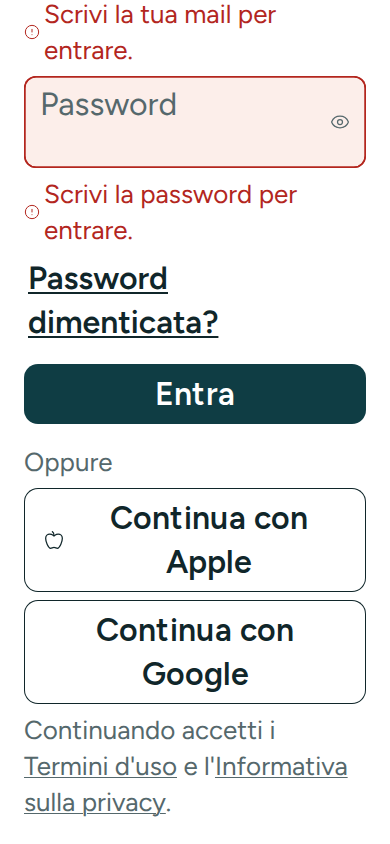 Scrivi la tua mail per
entrare.
Password
Scrivi la password per
entrare.
Password
dimenticata?
Entra
Oppure
Continua con
Apple
Continua con
Google
Continuando accetti i
Termini d'uso e l'Informativa
sulla privacy.